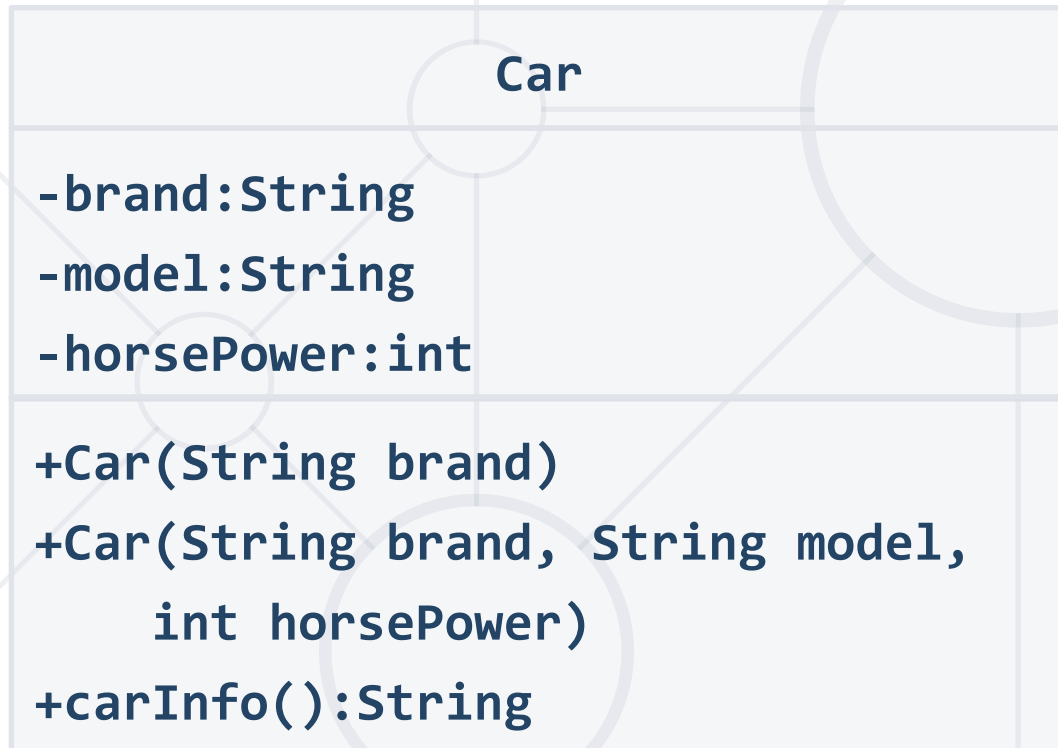 Car
-brand:String
-model:String
-horsePower:int
+Car(String brand)
+Car(String brand, String model,
int horsePower)
+carInfo():String